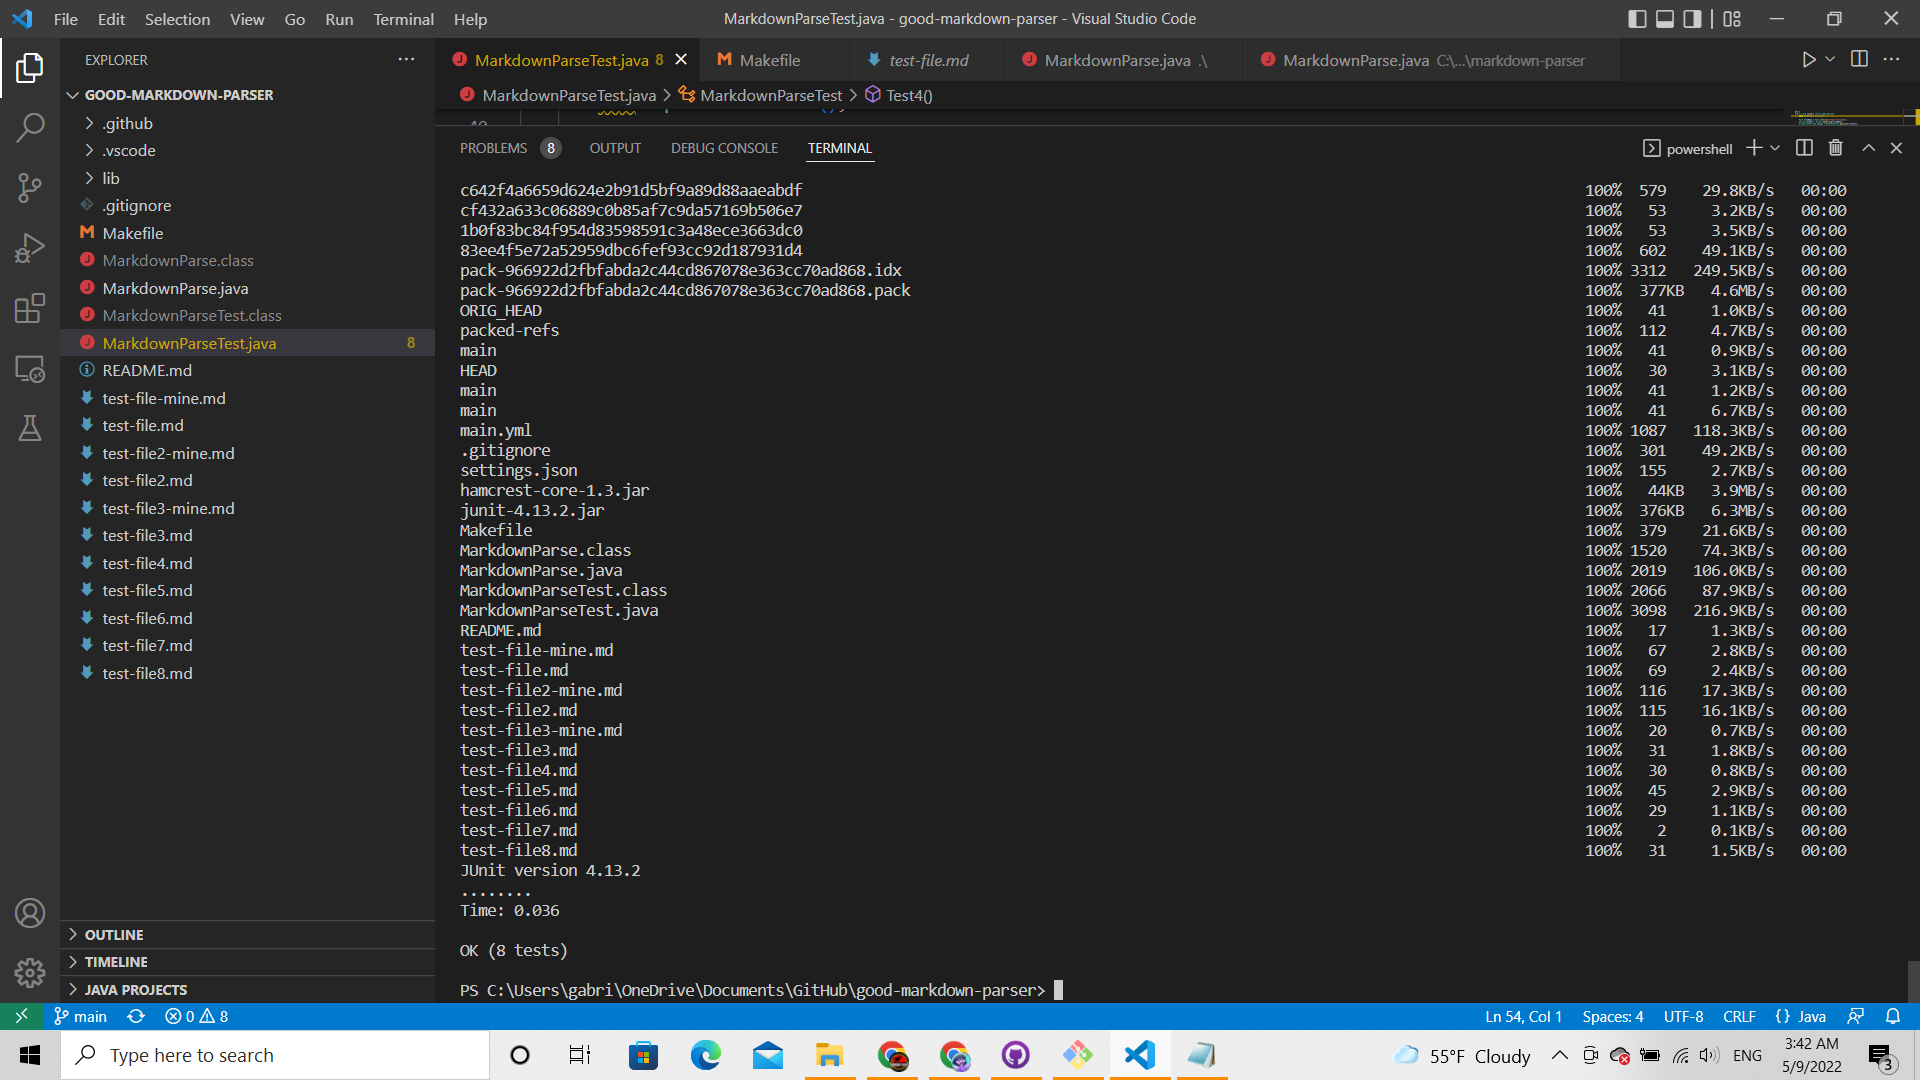 File Edit Selection View Go Run Terminal Help
MarkdownParseTest.java - good-markdown-parser - Visual Studio Code
EXPLORER
GOOD-MARKDOWN-PARSER
.github
.vscode
lib
.gitignore
Makefile
MarkdownParse.class
MarkdownParse.java
MarkdownParseTest.class
MarkdownParseTest.java 8
README.md
test-file-mine.md
test-file.md
test-file2-mine.md
test-file2.md
test-file3-mine.md
test-file3.md
test-file4.md
test-file5.md
test-file6.md
test-file7.md
test-file8.md
OUTLINE
TIMELINE
JAVA PROJECTS
MarkdownParseTest.java 8 Makefile test-file.md MarkdownParse.java .\ MarkdownParse.java C:\...\markdown-parser
MarkdownParseTest.java > MarkdownParseTest > Test4()
PROBLEMS 8 OUTPUT DEBUG CONSOLE TERMINAL powershell
c642f4a6659d624e2b91d5bf9a89d88aaeabdf 100% 579 29.8KB/s 00:00
cf432a633c06889c0b85af7c9da57169b506e7 100% 53 3.2KB/s 00:00
1b0f83bc84f954d83598591c3a48ece3663dc0 100% 53 3.5KB/s 00:00
83ee4f5e72a52959dbc6fef93cc92d187931d4 100% 602 49.1KB/s 00:00
pack-966922d2fbfabda2c44cd867078e363cc70ad868.idx 100% 3312 249.5KB/s 00:00
pack-966922d2fbfabda2c44cd867078e363cc70ad868.pack 100% 377KB 4.6MB/s 00:00
ORIG_HEAD 100% 41 1.0KB/s 00:00
packed-refs 100% 112 4.7KB/s 00:00
main 100% 41 0.9KB/s 00:00
HEAD 100% 30 3.1KB/s 00:00
main 100% 41 1.2KB/s 00:00
main 100% 41 6.7KB/s 00:00
main.yml 100% 1087 118.3KB/s 00:00
.gitignore 100% 301 49.2KB/s 00:00
settings.json 100% 155 2.7KB/s 00:00
hamcrest-core-1.3.jar 100% 44KB 3.9MB/s 00:00
junit-4.13.2.jar 100% 376KB 6.3MB/s 00:00
Makefile 100% 379 21.6KB/s 00:00
MarkdownParse.class 100% 1520 74.3KB/s 00:00
MarkdownParse.java 100% 2019 106.0KB/s 00:00
MarkdownParseTest.class 100% 2066 87.9KB/s 00:00
MarkdownParseTest.java 100% 3098 216.9KB/s 00:00
README.md 100% 17 1.3KB/s 00:00
test-file-mine.md 100% 67 2.8KB/s 00:00
test-file.md 100% 69 2.4KB/s 00:00
test-file2-mine.md 100% 116 17.3KB/s 00:00
test-file2.md 100% 115 16.1KB/s 00:00
test-file3-mine.md 100% 20 0.7KB/s 00:00
test-file3.md 100% 31 1.8KB/s 00:00
test-file4.md 100% 30 0.8KB/s 00:00
test-file5.md 100% 45 2.9KB/s 00:00
test-file6.md 100% 29 1.1KB/s 00:00
test-file7.md 100% 2 0.1KB/s 00:00
test-file8.md 100% 31 1.5KB/s 00:00
JUnit version 4.13.2
........
Time: 0.036
OK (8 tests)
PS C:\Users\gabri\OneDrive\Documents\GitHub\good-markdown-parser>
main 0 8 Ln 54, Col 1 Spaces: 4 UTF-8 CRLF {} Java
Type here to search
55°F Cloudy ENG
3:42 AM
5/9/2022
3